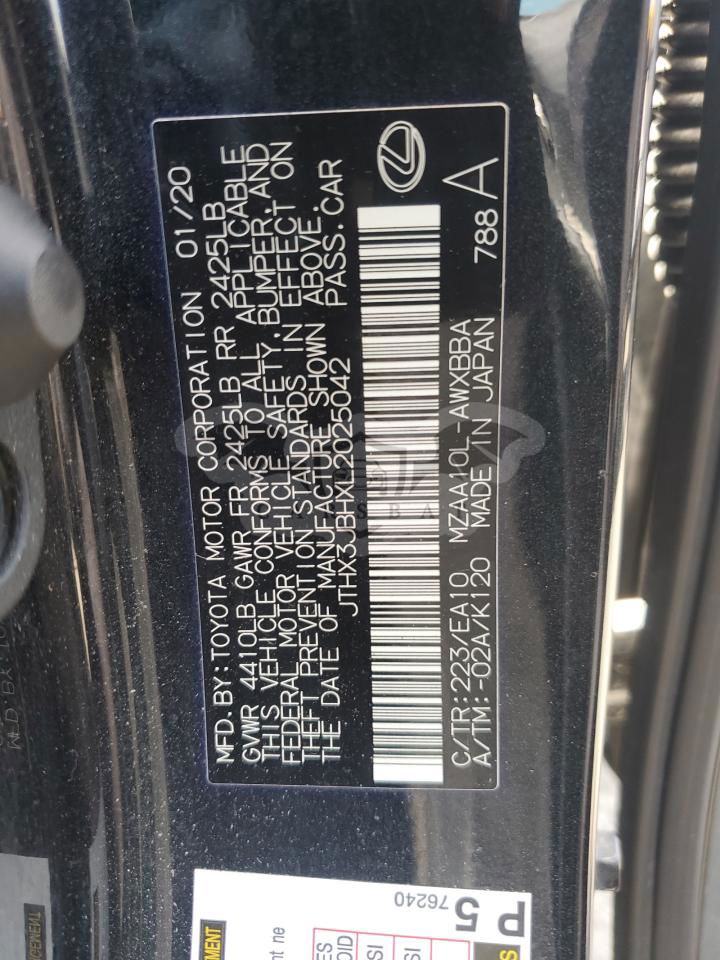 MFD.BY:TOYOTA MOTOR CORPORATION 01/20
GVWR 4410LB GAWR FR 2425LB RR 2425LB
THIS VEHICLE CONFORMS TO ALL APPLICABLE
FEDERAL MOTOR VEHICLE SAFETY,BUMPER,AND
THEFT PREVENTION STANDARDS IN EFFECT ON
THE DATE OF MANUFACTURE SHOWN ABOVE.
JTHX3JBHXL2025042 PASS.CAR
C/TR:223/EA10 MZAA10L-AWXBBA 788
A/TM:-02A/K120 MADE IN JAPAN A
76240
P 5